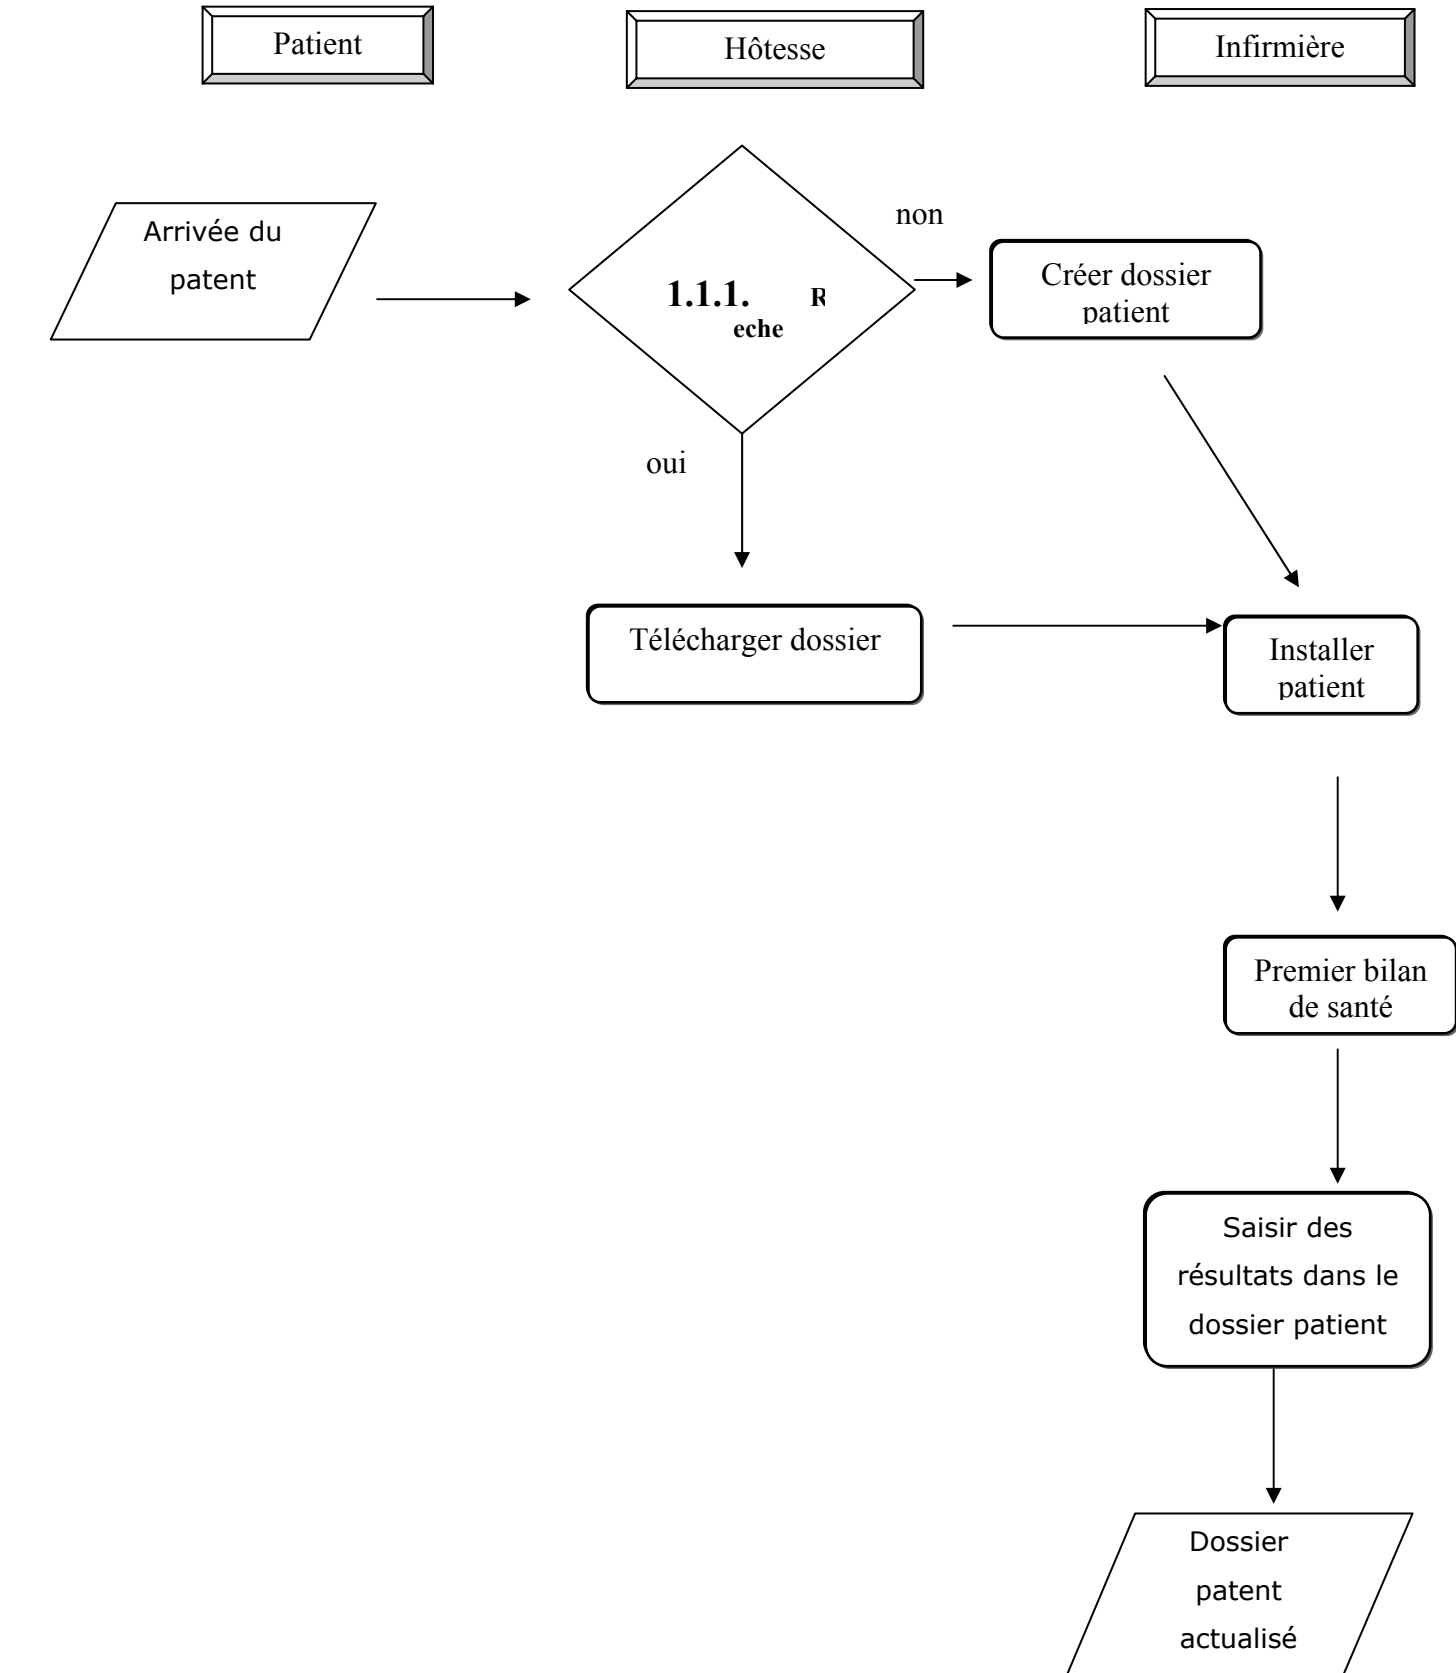 Patient
Hôtesse
Infirmière
Arrivée du
patent
non
1.1.1. R
eche
Créer dossier
patient
oui
Télécharger dossier
Installer
patient
Premier bilan
de santé
Saisir des
résultats dans le
dossier patient
Dossier
patent
actualisé